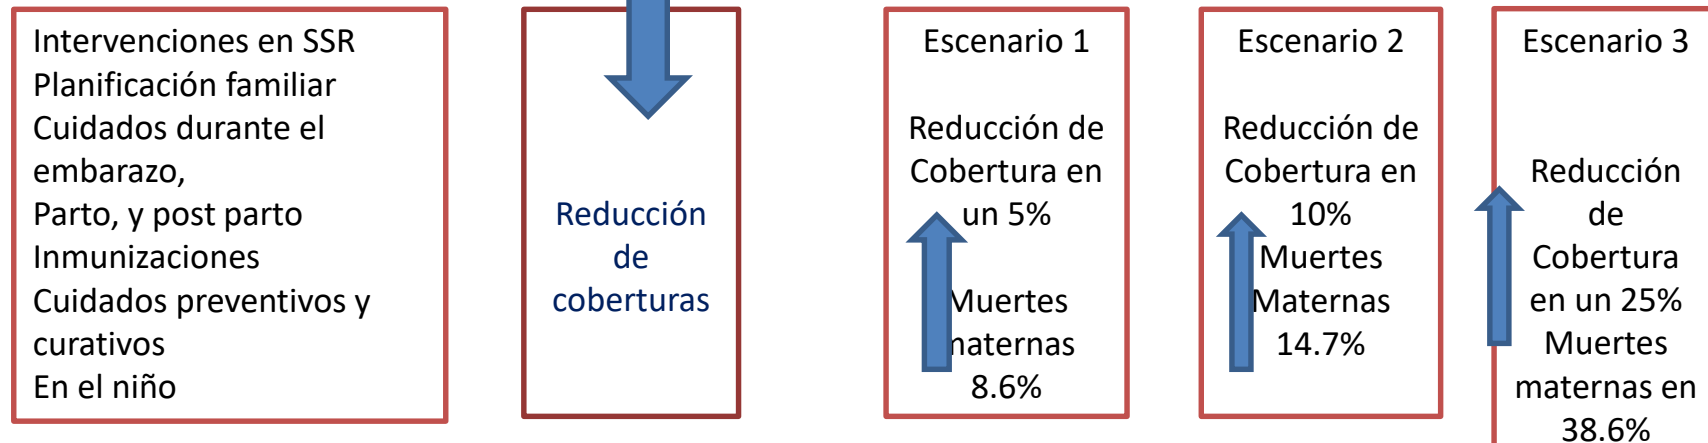 Intervenciones en SSR
Planificación familiar
Cuidados durante el
embarazo,
Parto, y post parto
Inmunizaciones
Cuidados preventivos y
curativos
En el niño
Reducción
de
coberturas
Escenario 1
Reducción de
Cobertura en
un 5%
Muertes
maternas
8.6%
Escenario 2
Reducción de
Cobertura en
10%
Muertes
Maternas
14.7%
Escenario 3
Reducción
de
Cobertura
en un 25%
Muertes
maternas en
38.6%